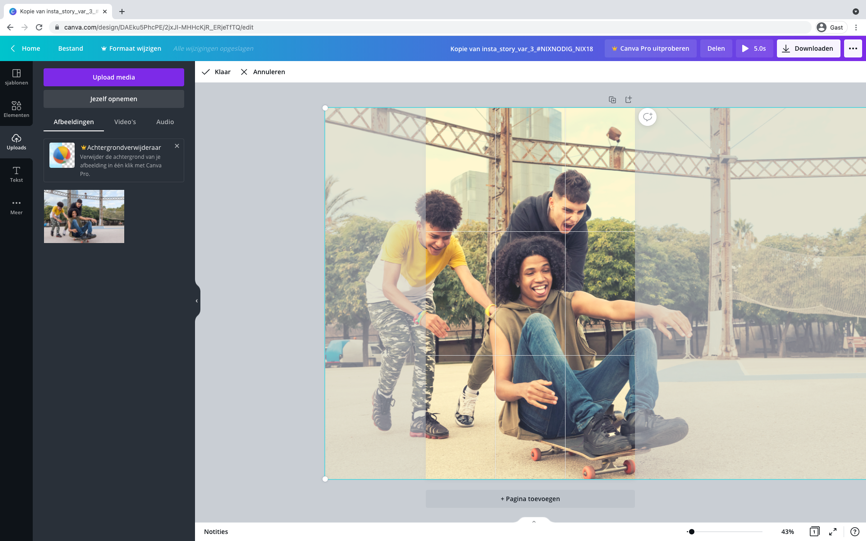 Kopie van insta_story_var_3_
canva.com/design/DAEku5PhcPE/2jxJI-MHHcKjR_ERjeTfTQ/edit
Gast
Home
Bestand
Formaat wijzigen
Alle wijzigingen opgeslagen
Kopie van insta_story_var_3_#NIXNODIG_NIX18
Canva Pro uitproberen
Delen
5.0s
Downloaden
Klaar
Annuleren
sjablonen
Elementen
Uploads
Tekst
Meer
Upload media
Jezelf opnemen
Afbeeldingen
Video's
Audio
Achtergrondverwijderaar
Verwijder de achtergrond van je
afbeelding in één klik met Canva
Pro.
+ Pagina toevoegen
Notities
43%
1
?